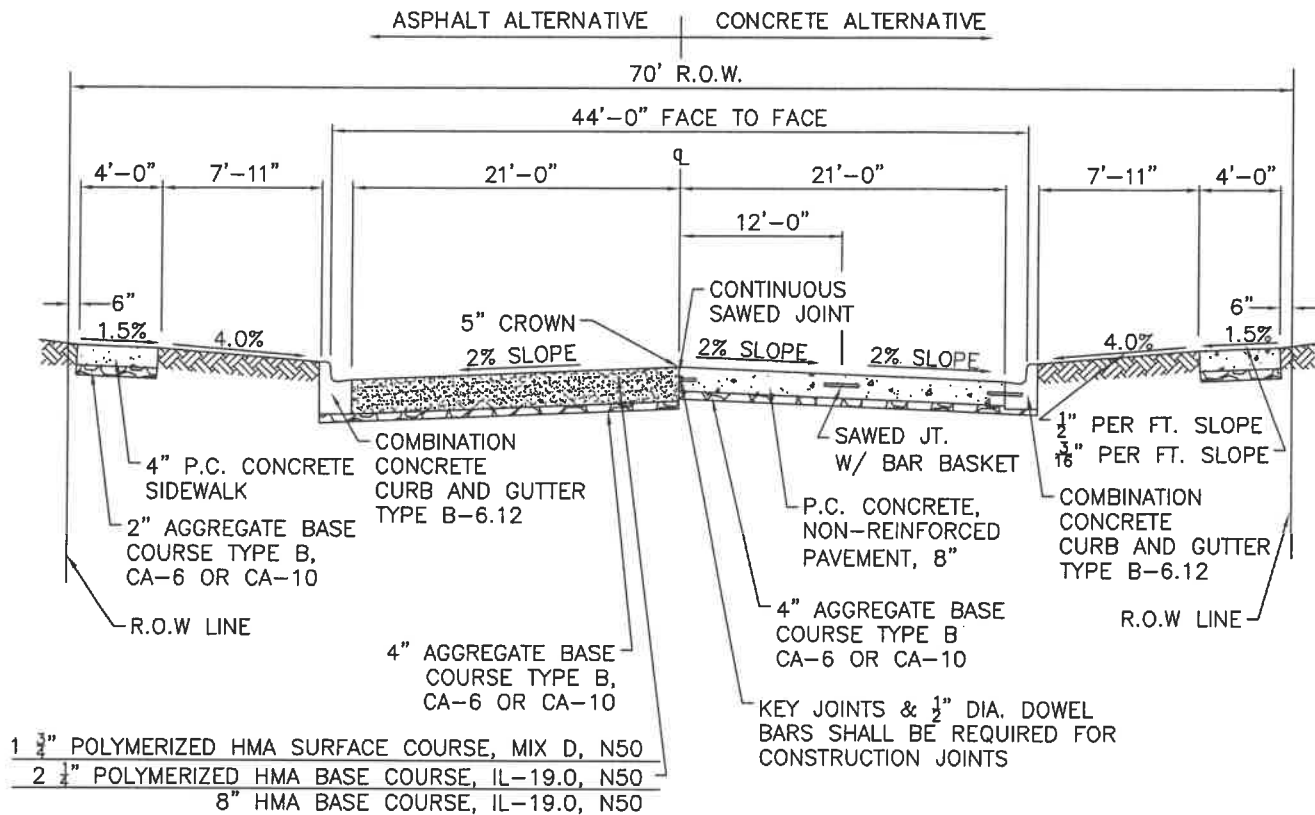 ASPHALT ALTERNATIVE
CONCRETE ALTERNATIVE
70' R.O.W.
44'-0" FACE TO FACE
4'-0"
7'-11"
21'-0"
℄
21'-0"
7'-11"
4'-0"
12'-0"
6"
1.5%
4.0%
5" CROWN
2% SLOPE
CONTINUOUS
SAWED JOINT
2% SLOPE
2% SLOPE
4.0%
6"
1.5%
4" P.C. CONCRETE
SIDEWALK
2" AGGREGATE BASE
COURSE TYPE B,
CA-6 OR CA-10
R.O.W LINE
COMBINATION
CONCRETE
CURB AND GUTTER
TYPE B-6.12
4" AGGREGATE BASE
COURSE TYPE B,
CA-6 OR CA-10
1 3/4" POLYMERIZED HMA SURFACE COURSE, MIX D, N50
2 1/4" POLYMERIZED HMA BASE COURSE, IL-19.0, N50
8" HMA BASE COURSE, IL-19.0, N50
SAWED JT.
W/ BAR BASKET
P.C. CONCRETE,
NON-REINFORCED
PAVEMENT, 8"
4" AGGREGATE BASE
COURSE TYPE B
CA-6 OR CA-10
KEY JOINTS & 1/2" DIA. DOWEL
BARS SHALL BE REQUIRED FOR
CONSTRUCTION JOINTS
1/2" PER FT. SLOPE
3/16" PER FT. SLOPE
COMBINATION
CONCRETE
CURB AND GUTTER
TYPE B-6.12
R.O.W LINE